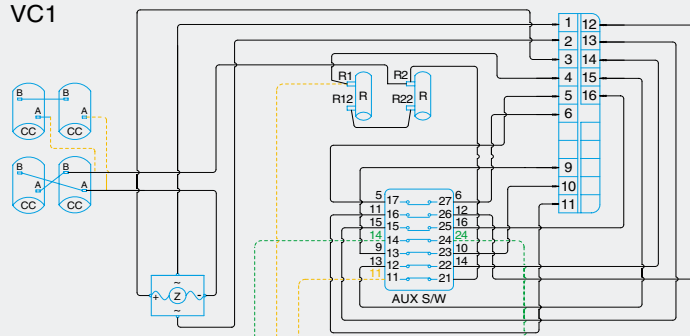 VC1
1 12
2 13
3 14
4 15
5 16
6
9
10
11
R1 R2
R R
R12 R22
B B
A A
CC CC
B B
A A
CC CC
5 17 27 6
11 16 26 12
15 15 25 16
14 14 24 24
9 13 23 10
13 12 22 14
11 11 21
AUX S/W
~
+ Z -
~